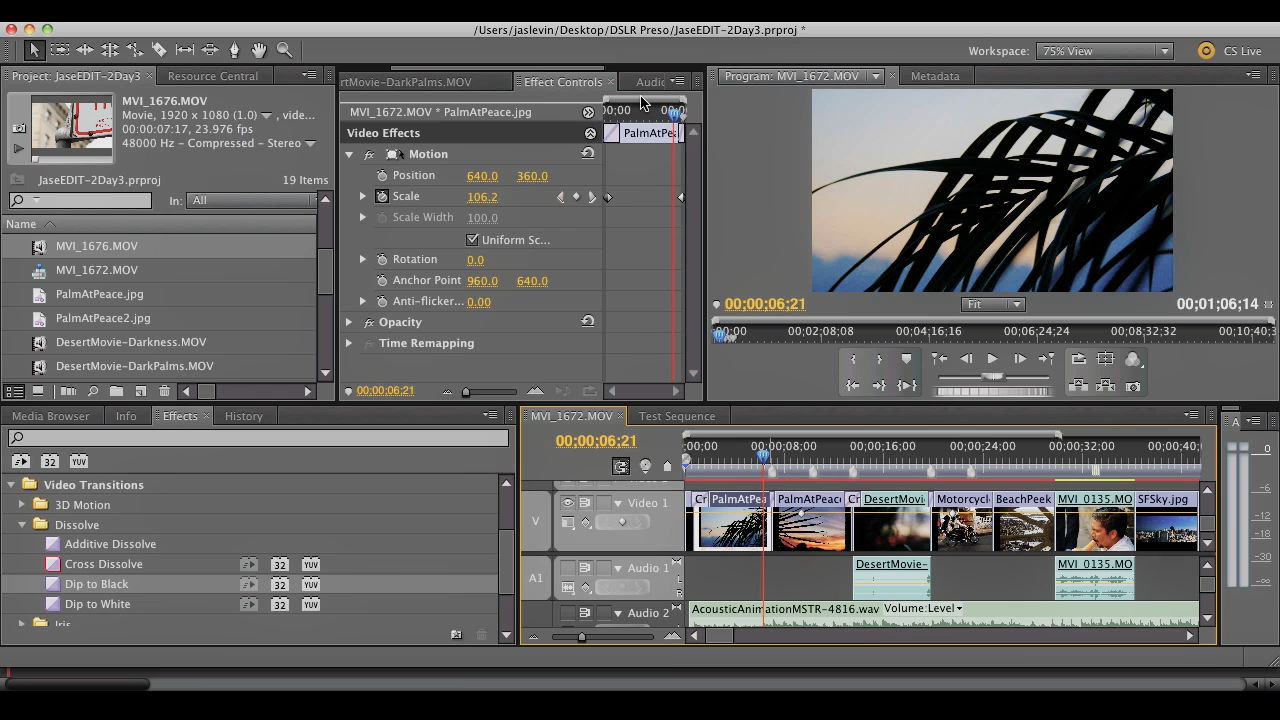 /Users/jaslevin/Desktop/DSLR Preso/JaseEDIT-2Day3.prproj *
Workspace: 75% View CS Live
Project: JaseEDIT-2Day3 × Resource Central
MVI_1676.MOV
Movie, 1920 x 1080 (1.0) , vide...
00:00:07:17, 23.976 fps
48000 Hz - Compressed - Stereo
JaseEDIT-2Day3.prproj 19 Items
In: All
Name
MVI_1676.MOV
MVI_1672.MOV
PalmAtPeace.jpg
PalmAtPeace2.jpg
DesertMovie-Darkness.MOV
DesertMovie-DarkPalms.MOV
rtMovie-DarkPalms.MOV Effect Controls × Audio
MVI_1672.MOV * PalmAtPeace.jpg
Video Effects
Motion
Position 640.0 360.0
Scale 106.2
Scale Width 100.0
Uniform Sc...
Rotation 0.0
Anchor Point 960.0 640.0
Anti-flicker... 0.00
Opacity
Time Remapping
00:00:06:21
PalmAtPea
Program: MVI_1672.MOV × Metadata
00;00;06;21 Fit 00;01;06;14
00;00 00;02;08;08 00;04;16;16 00;06;24;24 00;08;32;32 00;10;40;3
Media Browser Info Effects × History
32 YUV
Video Transitions
3D Motion
Dissolve
Additive Dissolve
Cross Dissolve 32 YUV
Dip to Black 32 YUV
Dip to White 32 YUV
Iris
MVI_1672.MOV × Test Sequence
00;00;06;21
:00;00 00;00;08;00 00;00;16;00 00;00;24;00 00;00;32;00 00;00;40;
V Video 1
Cr PalmAtPea PalmAtPeac Cr DesertMovi Motorcycl BeachPeek MVI_0135.MO SFSky.jpg
A1 Audio 1 L R
DesertMovie- MVI_0135.MO
Audio 2
AcousticAnimationMSTR-4816.wav Volume:Level
A
0
-6
-12
-18
-30